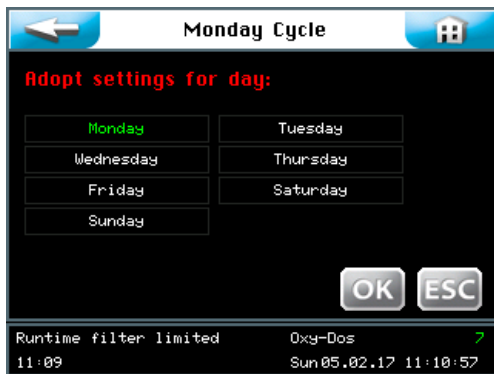 Monday Cycle
Adopt settings for day:
Monday Tuesday
Wednesday Thursday
Friday Saturday
Sunday
OK ESC
Runtime filter limited Oxy-Dos 7
11:09 Sun 05.02.17 11:10:57